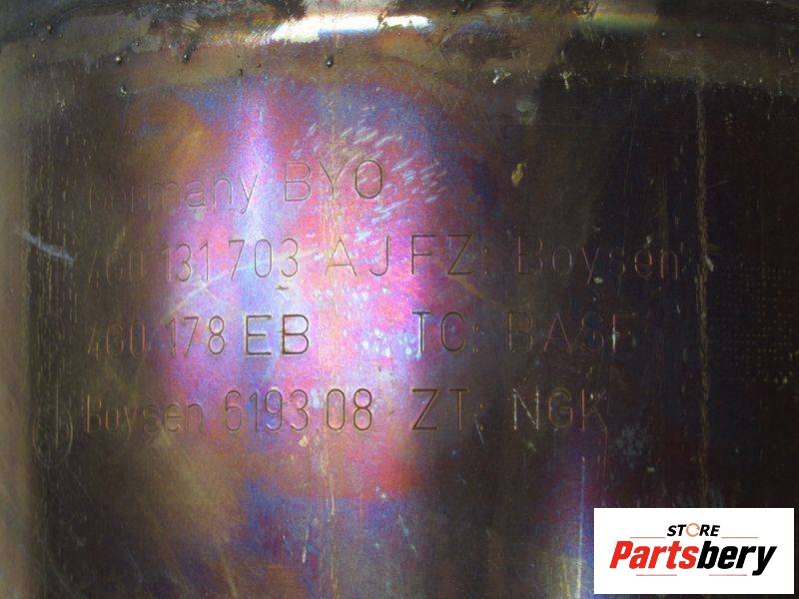 Germany BYO
4G0 131 703 AJ FZ: Boysen
4G0 178 EB TC: BASF
Boysen 6193 08 ZT: NGK
STORE
Partsbery